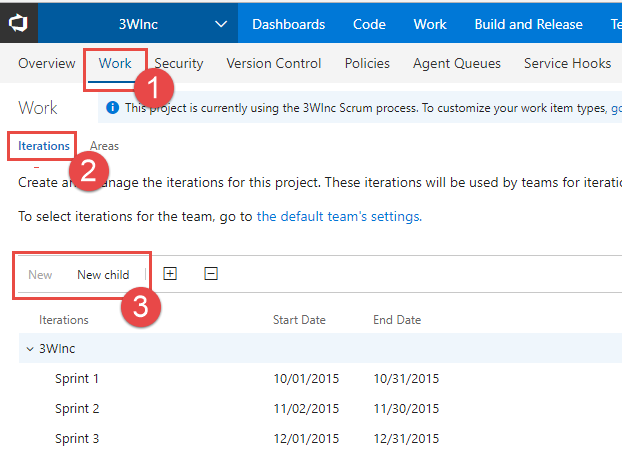 3WInc Dashboards Code Work Build and Release Te
Overview Work Security Version Control Policies Agent Queues Service Hooks
1
Work This project is currently using the 3WInc Scrum process. To customize your work item types, go
Iterations Areas
2
Create an manage the iterations for this project. These iterations will be used by teams for iteratio
To select iterations for the team, go to the default team's settings.
New New child
3
Iterations Start Date End Date
3WInc
Sprint 1 10/01/2015 10/31/2015
Sprint 2 11/02/2015 11/30/2015
Sprint 3 12/01/2015 12/31/2015